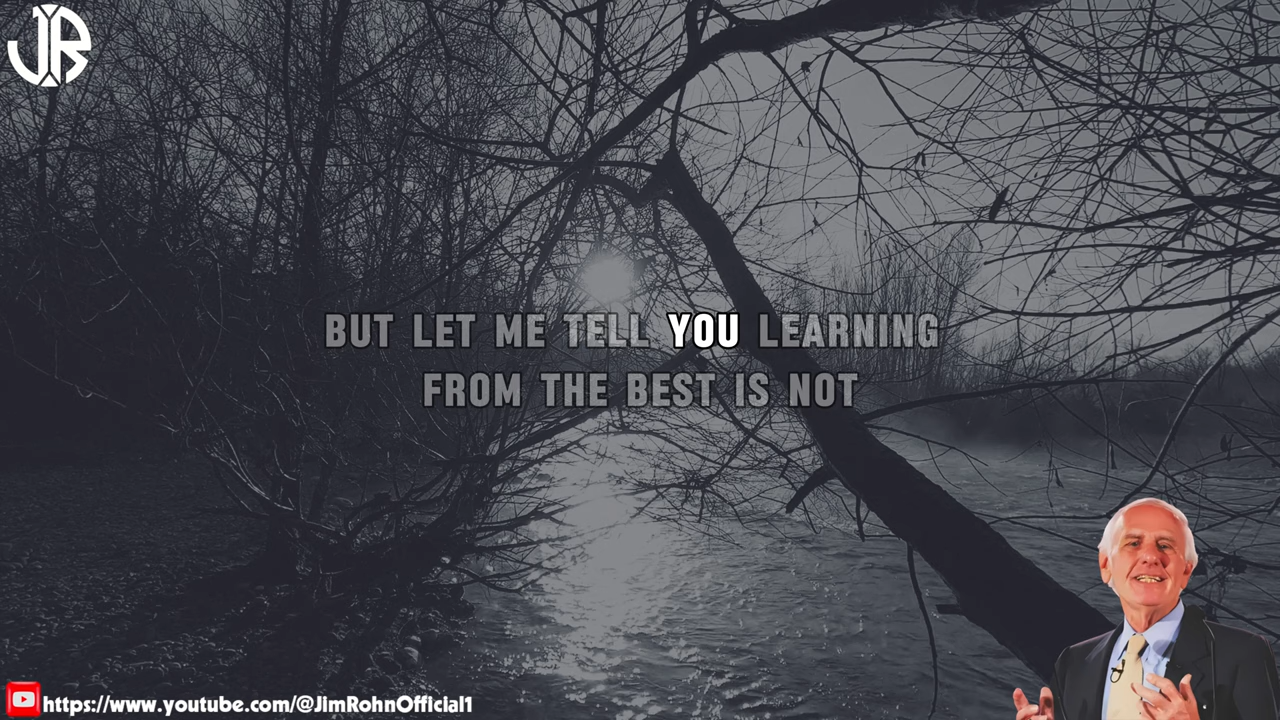 JR
BUT LET ME TELL YOU LEARNING
FROM THE BEST IS NOT
https://www.youtube.com/@JimRohnOfficial1